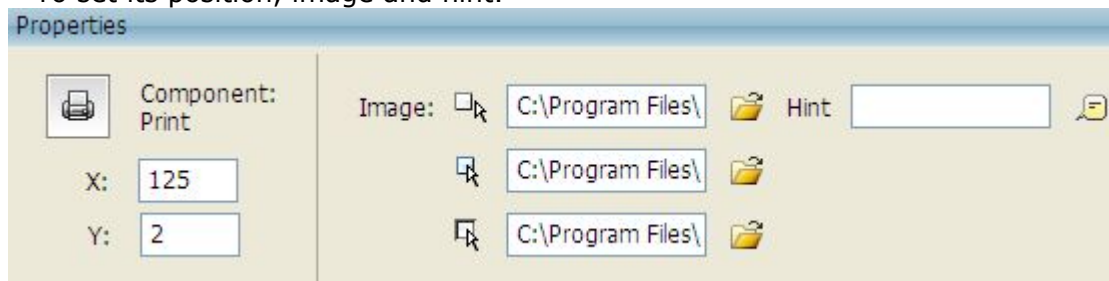 To set its position, image and hint:
Properties
Component:
Print
Image:
C:\Program Files\
Hint
X:
125
C:\Program Files\
Y:
2
C:\Program Files\